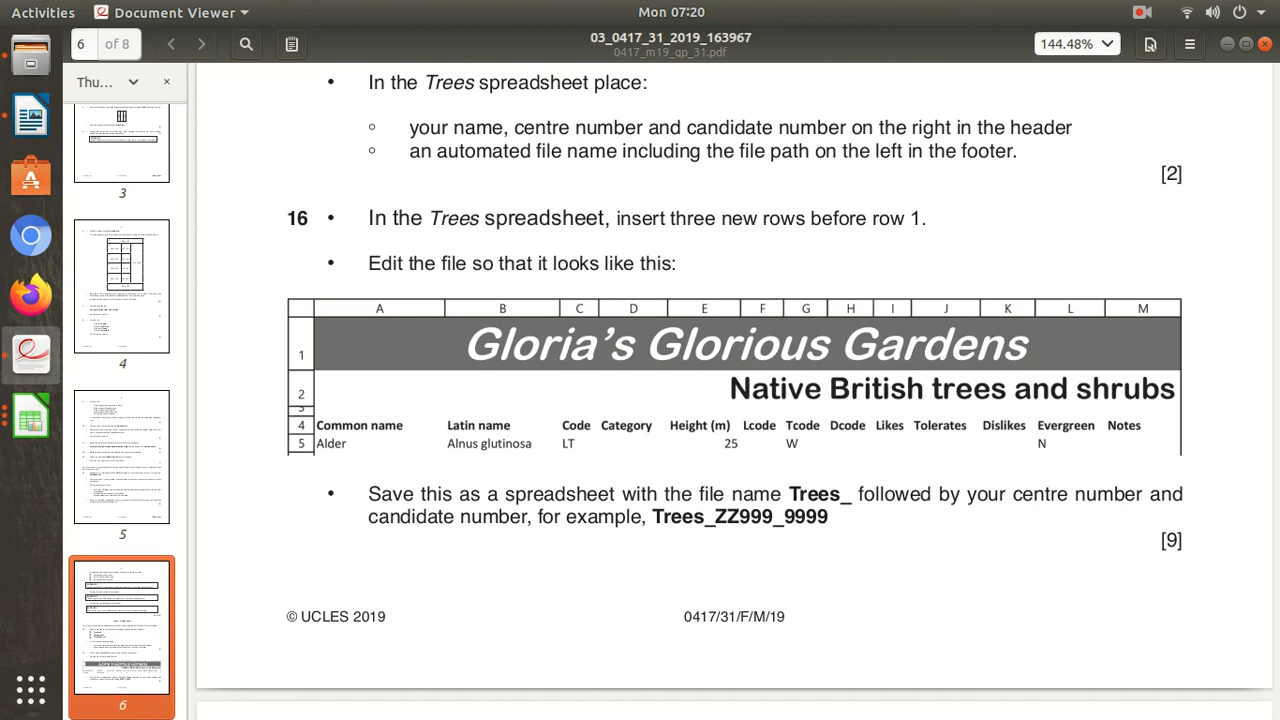 Activities Document Viewer Mon 07:20
6 of 8 03_0417_31_2019_163967 144.48%
0417_m19_qp_31.pdf
Thu...
3
4
5
6
• In the Trees spreadsheet place:
○ your name, centre number and candidate number on the right in the header
○ an automated file name including the file path on the left in the footer.
[2]
16 • In the Trees spreadsheet, insert three new rows before row 1.
• Edit the file so that it looks like this:
A B C D E F G H I J K L M
1 Gloria's Glorious Gardens
2 Native British trees and shrubs
3
4 Common name Latin name Code Category Height (m) Lcode Tcode Dcode Likes Tolerates Dislikes Evergreen Notes
5 Alder Alnus glutinosa LT 25 W N
• Save this as a spreadsheet with the file name Trees_ followed by your centre number and
candidate number, for example, Trees_ZZ999_9999
[9]
© UCLES 2019 0417/31/F/M/19